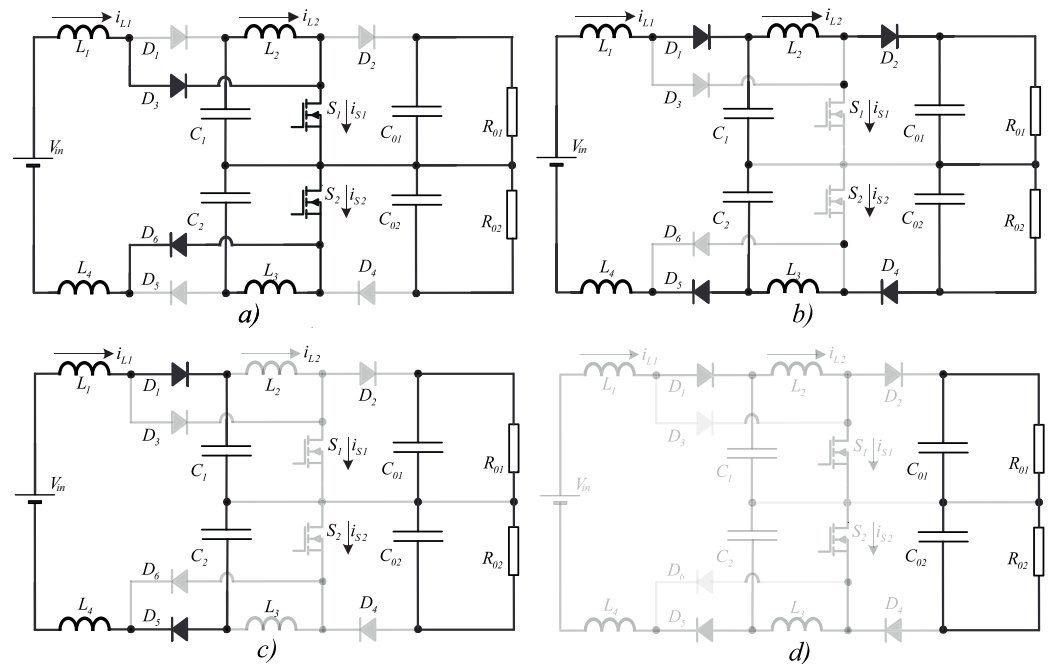 i_L1 i_L2
L_1 D_1 L_2 D_2
D_3
V_in C_1 S_1 i_S1 C_01 R_01
C_2 S_2 i_S2 C_02 R_02
D_6
L_4 D_5 L_3 D_4
a)
i_L1 i_L2
L_1 D_1 L_2 D_2
D_3
V_in C_1 S_1 i_S1 C_01 R_01
C_2 S_2 i_S2 C_02 R_02
D_6
L_4 D_5 L_3 D_4
b)
i_L1 i_L2
L_1 D_1 L_2 D_2
D_3
V_in C_1 S_1 i_S1 C_01 R_01
C_2 S_2 i_S2 C_02 R_02
D_6
L_4 D_5 L_3 D_4
c)
i_L1 i_L2
L_1 D_1 L_2 D_2
D_3
V_in C_1 S_1 i_S1 C_01 R_01
C_2 S_2 i_S2 C_02 R_02
D_6
L_4 D_5 L_3 D_4
d)